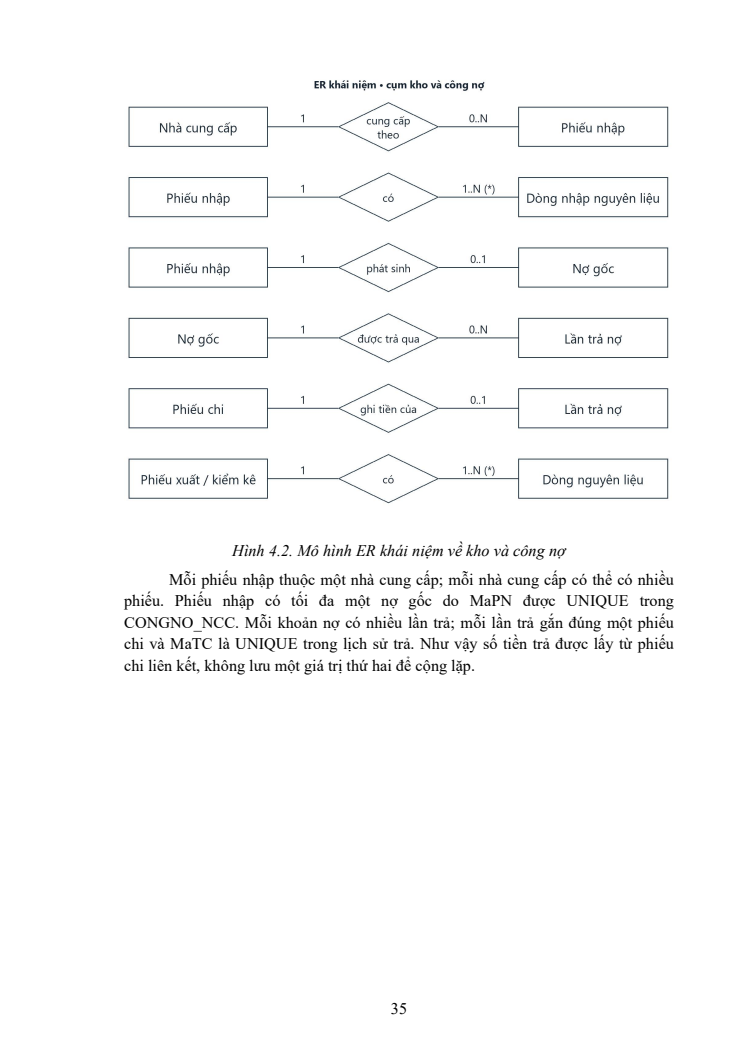 ER khái niệm • cụm kho và công nợ
Nhà cung cấp 1 cung cấp theo 0..N Phiếu nhập
Phiếu nhập 1 có 1..N (*) Dòng nhập nguyên liệu
Phiếu nhập 1 phát sinh 0..1 Nợ gốc
Nợ gốc 1 được trả qua 0..N Lần trả nợ
Phiếu chi 1 ghi tiền của 0..1 Lần trả nợ
Phiếu xuất / kiểm kê 1 có 1..N (*) Dòng nguyên liệu
Hình 4.2. Mô hình ER khái niệm về kho và công nợ
Mỗi phiếu nhập thuộc một nhà cung cấp; mỗi nhà cung cấp có thể có nhiều
phiếu. Phiếu nhập có tối đa một nợ gốc do MaPN được UNIQUE trong
CONGNO_NCC. Mỗi khoản nợ có nhiều lần trả; mỗi lần trả gắn đúng một phiếu
chi và MaTC là UNIQUE trong lịch sử trả. Như vậy số tiền trả được lấy từ phiếu
chi liên kết, không lưu một giá trị thứ hai để cộng lặp.
35